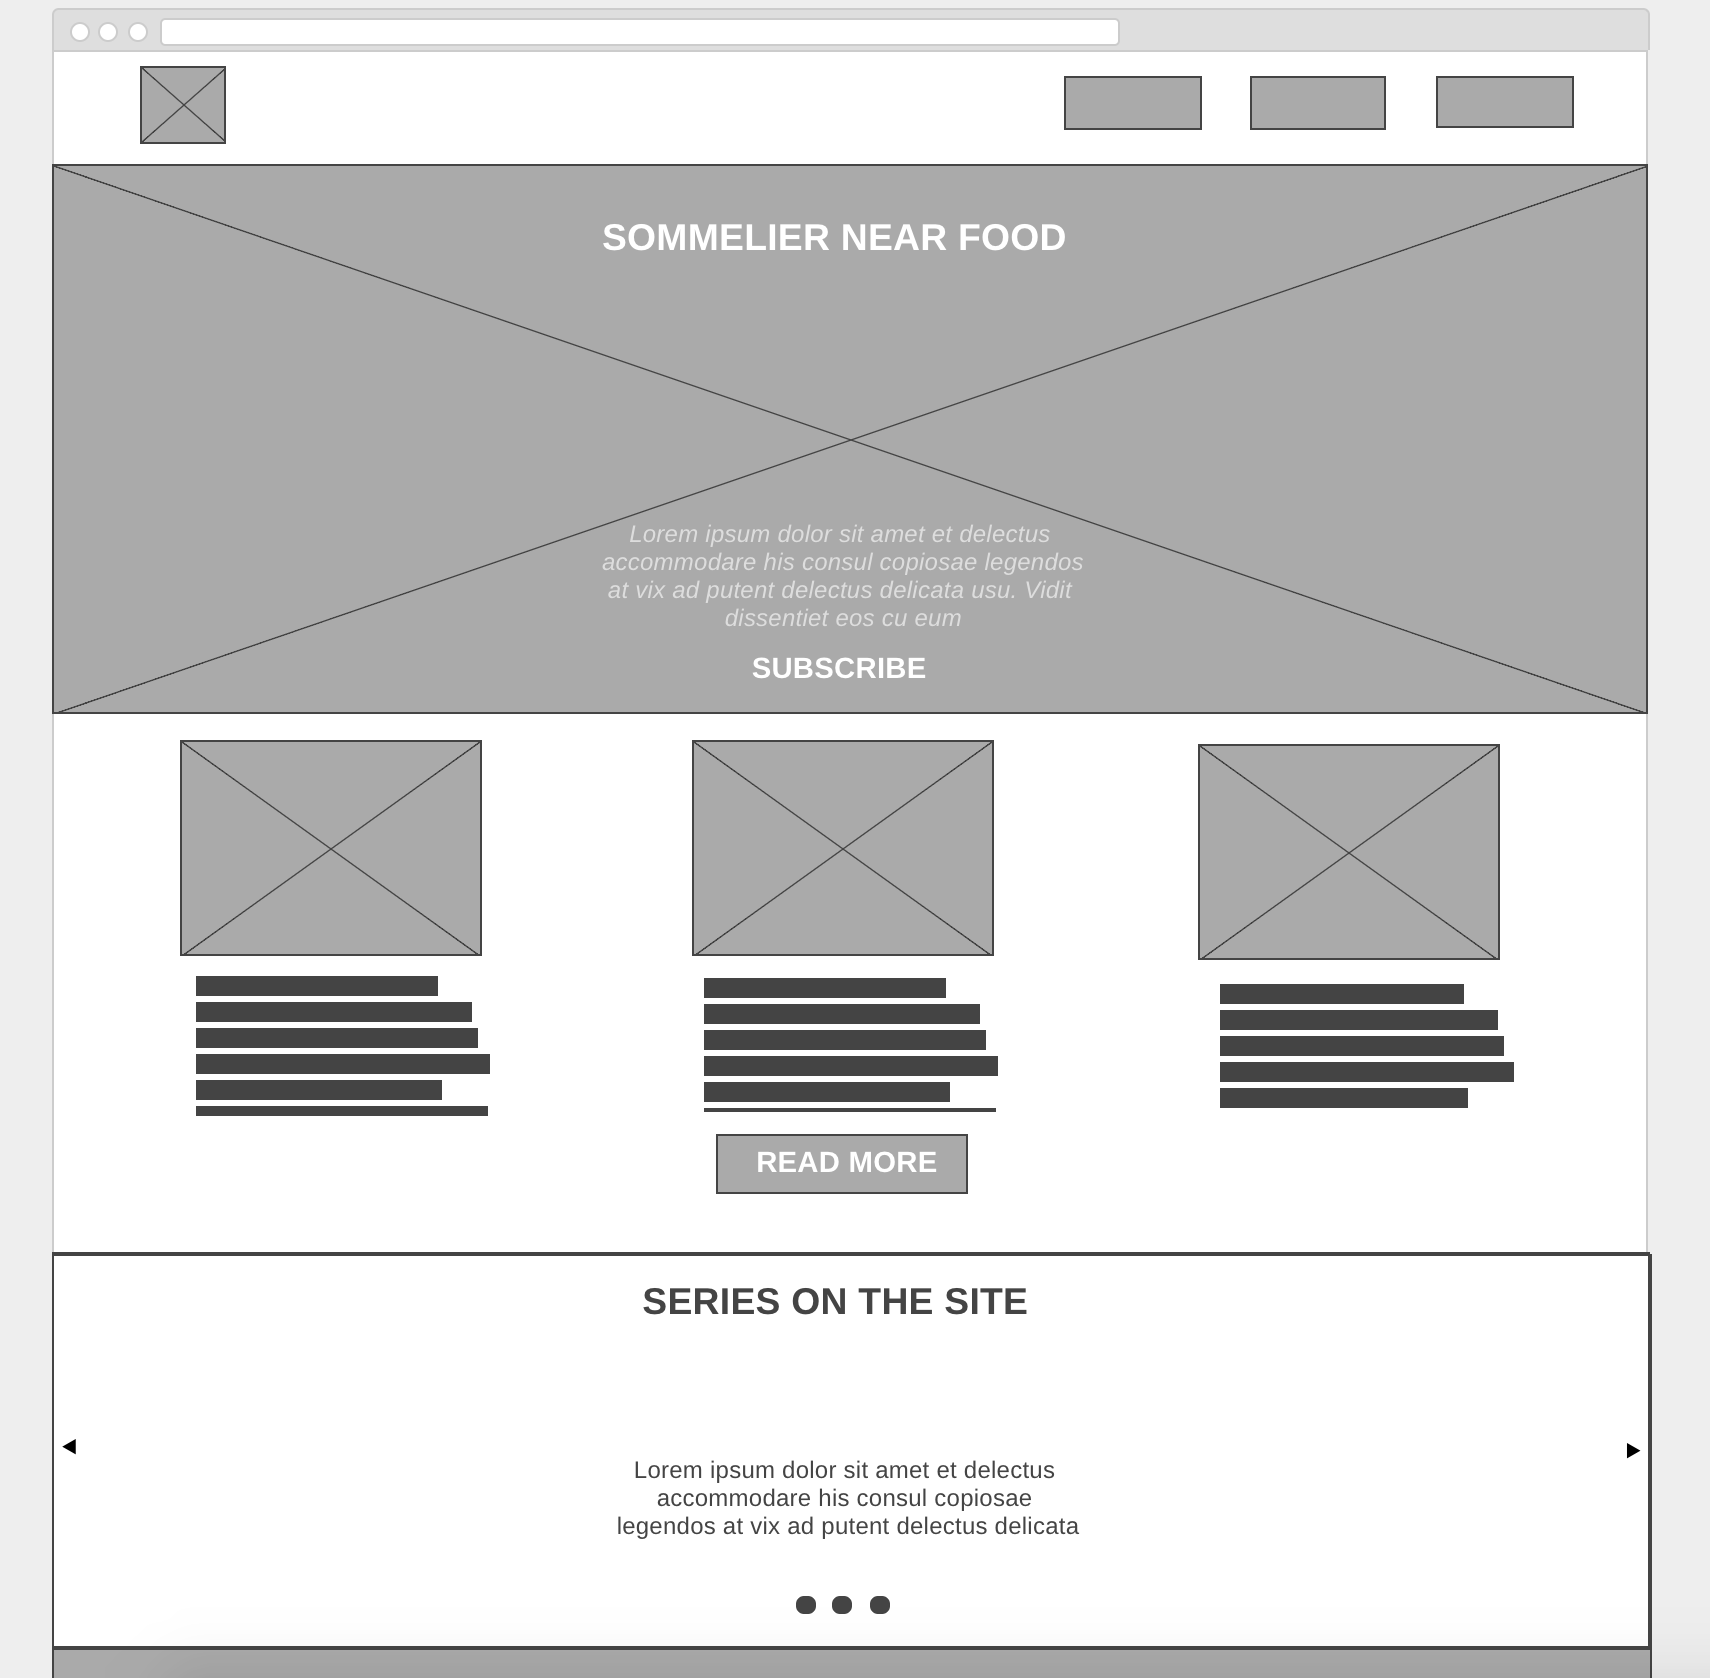 SOMMELIER NEAR FOOD
Lorem ipsum dolor sit amet et delectus
accommodare his consul copiosae legendos
at vix ad putent delectus delicata usu. Vidit
dissentiet eos cu eum
SUBSCRIBE
READ MORE
SERIES ON THE SITE
Lorem ipsum dolor sit amet et delectus
accommodare his consul copiosae
legendos at vix ad putent delectus delicata